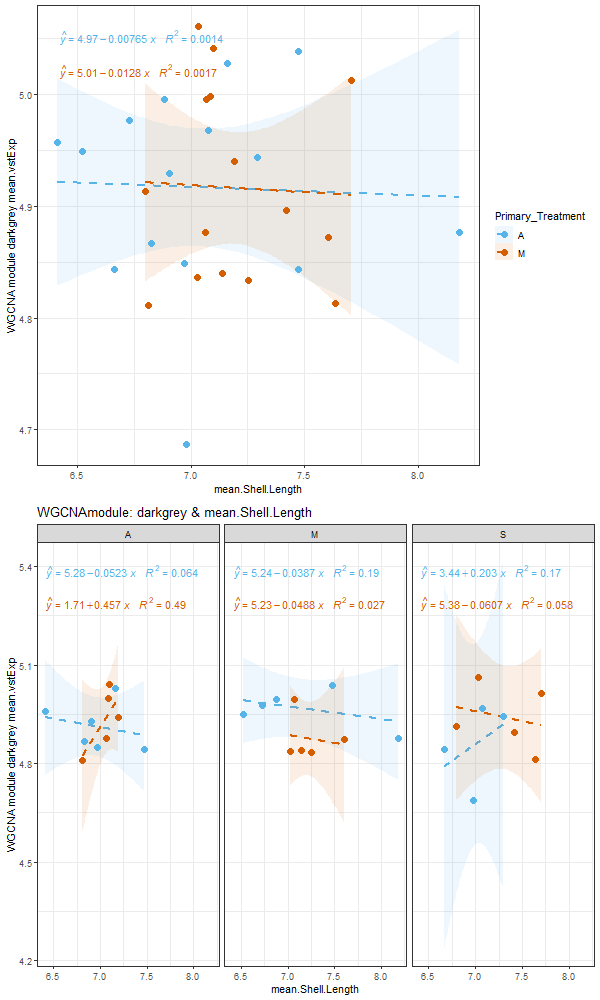 ŷ = 4.97 − 0.00765 x R² = 0.0014
ŷ = 5.01 − 0.0128 x R² = 0.0017
5.0
4.9
4.8
4.7
WGCNA module darkgrey mean.vstExp
6.5 7.0 7.5 8.0
mean.Shell.Length
Primary_Treatment
A
M
WGCNAmodule: darkgrey & mean.Shell.Length
A M S
ŷ = 5.28 − 0.0523 x R² = 0.064
ŷ = 1.71 + 0.457 x R² = 0.49
ŷ = 5.24 − 0.0387 x R² = 0.19
ŷ = 5.23 − 0.0488 x R² = 0.027
ŷ = 3.44 + 0.203 x R² = 0.17
ŷ = 5.38 − 0.0607 x R² = 0.058
5.4
5.1
4.8
4.5
4.2
WGCNA module darkgrey mean.vstExp
6.5 7.0 7.5 8.0 6.5 7.0 7.5 8.0 6.5 7.0 7.5 8.0
mean.Shell.Length